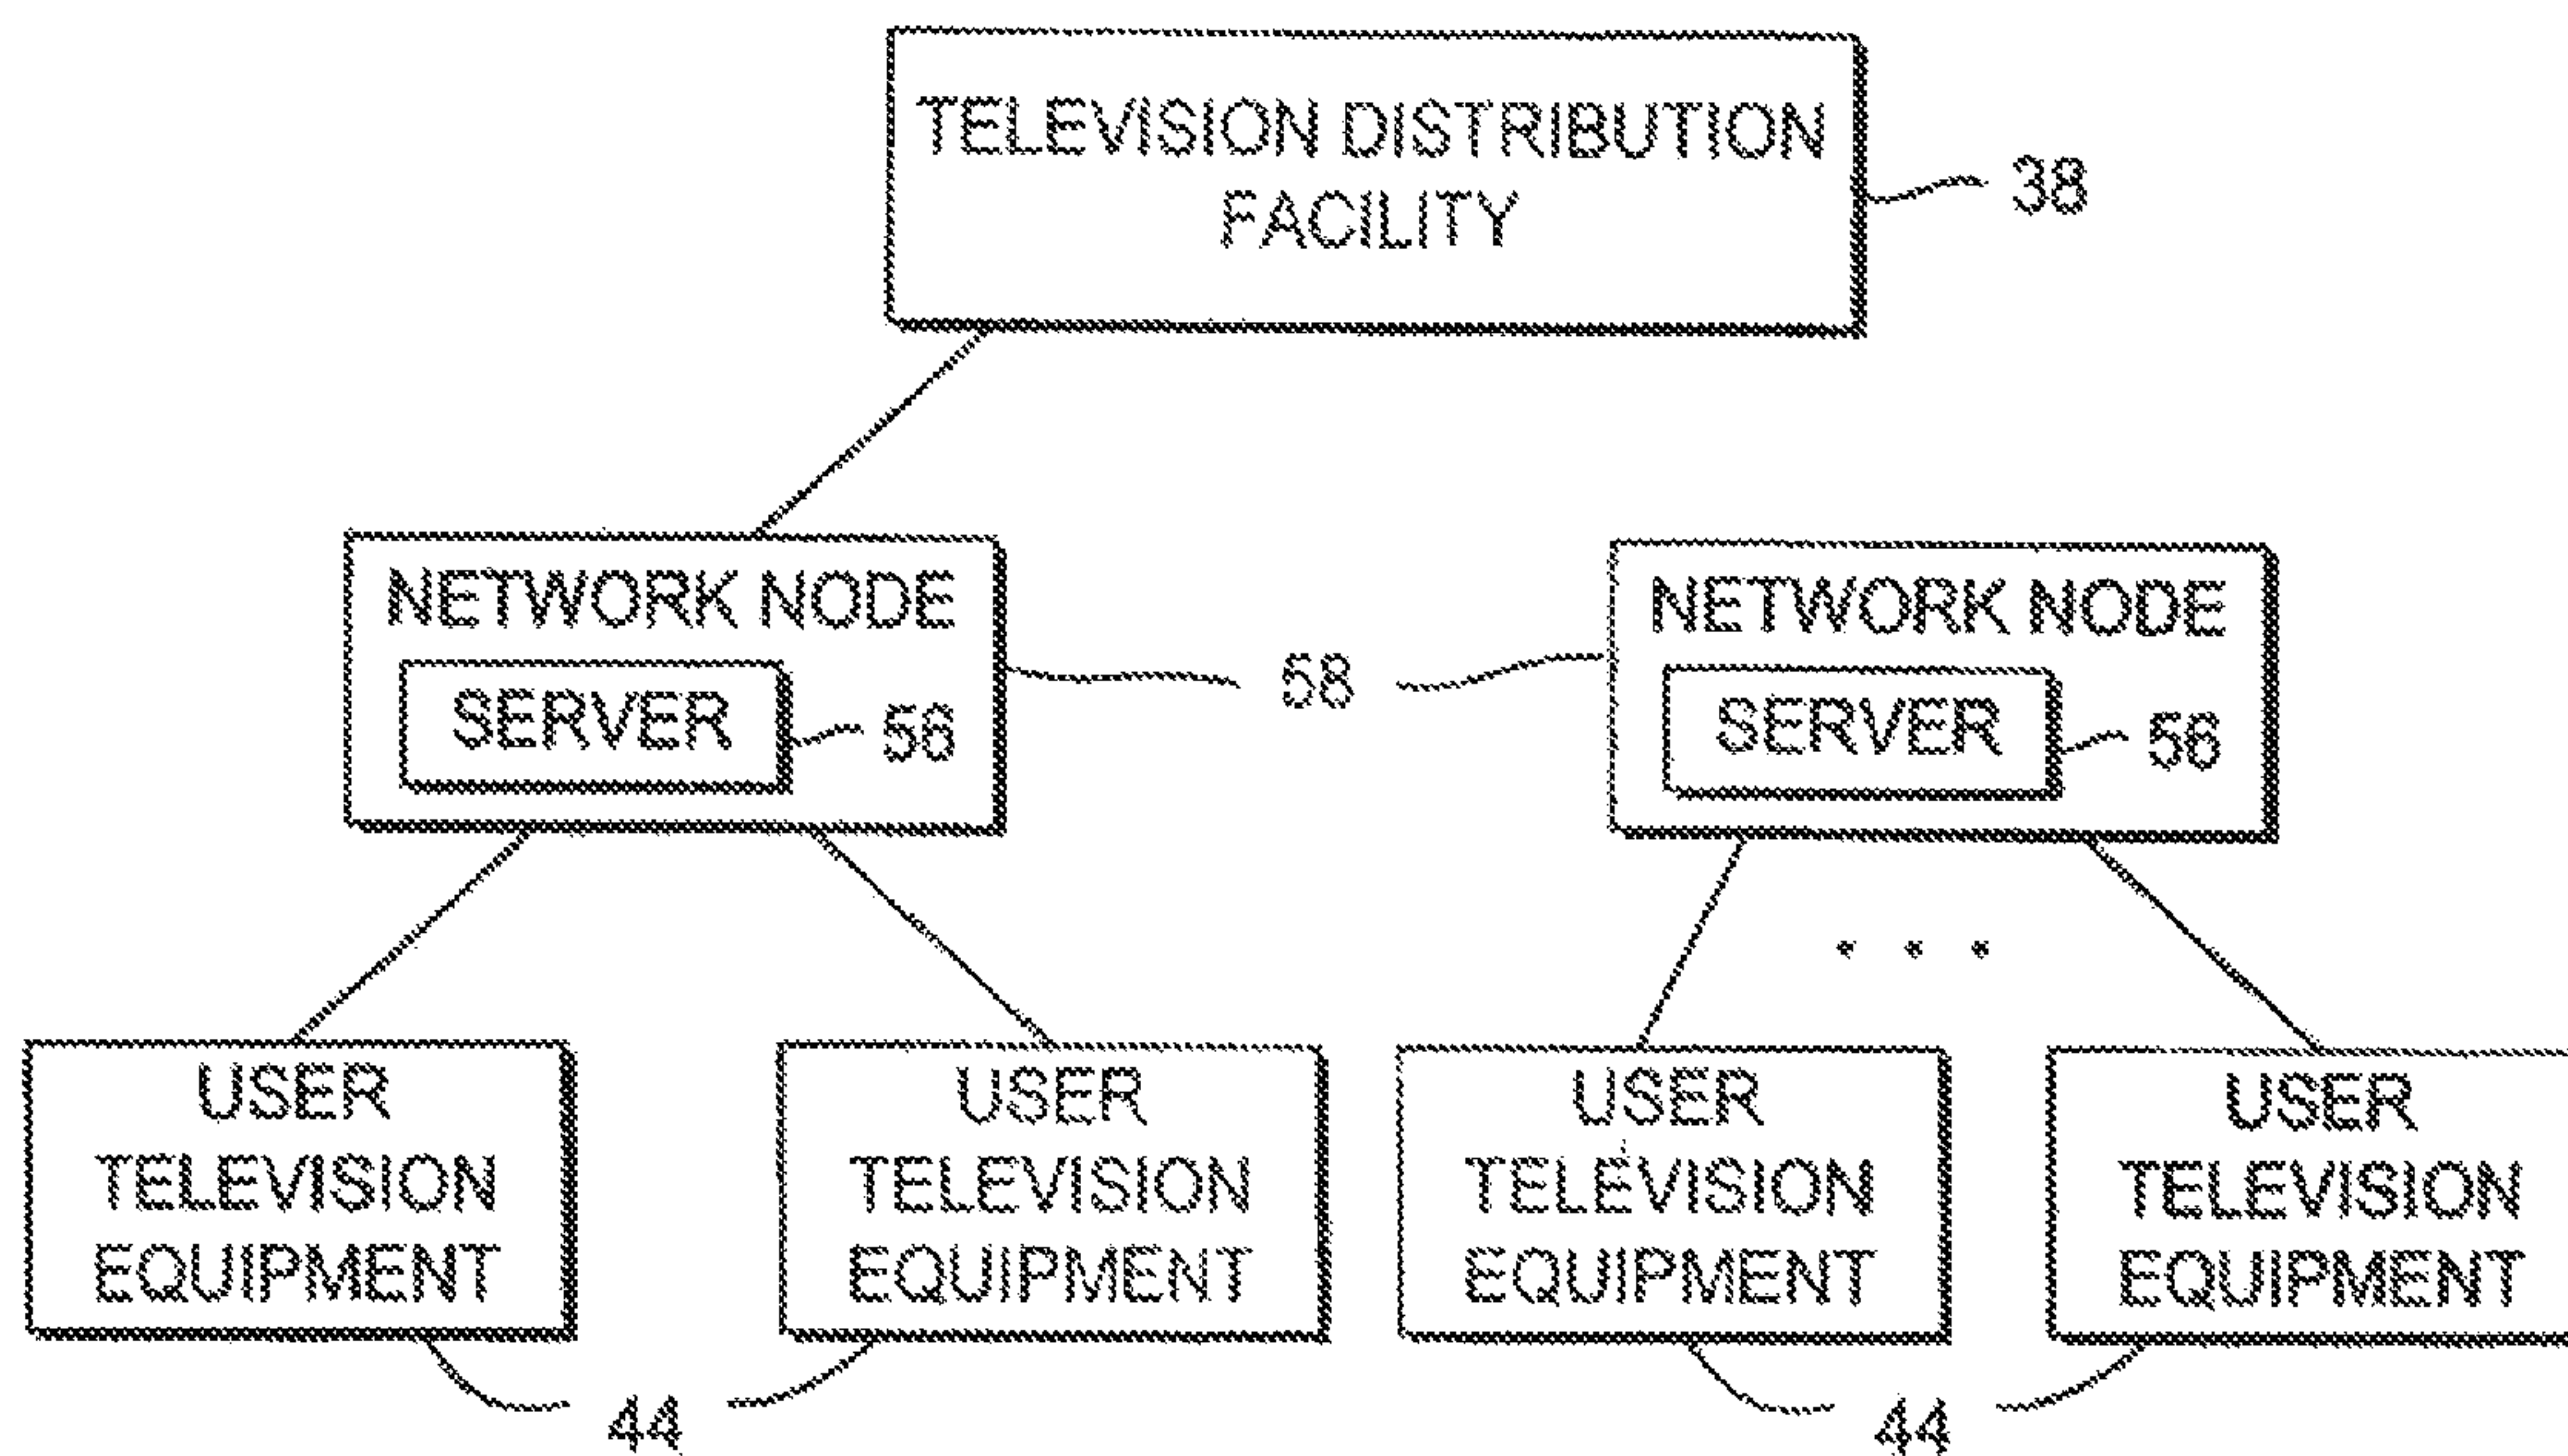 TELEVISION DISTRIBUTION
FACILITY
38
NETWORK NODE
SERVER
56
58
NETWORK NODE
SERVER
56
USER
TELEVISION
EQUIPMENT
USER
TELEVISION
EQUIPMENT
USER
TELEVISION
EQUIPMENT
. . .
USER
TELEVISION
EQUIPMENT
44
44